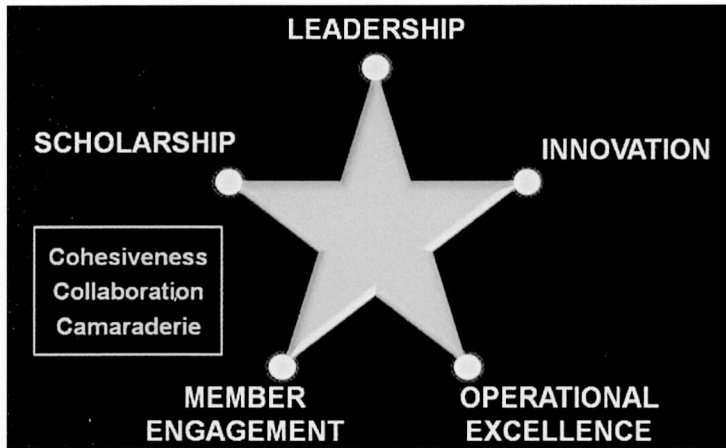 LEADERSHIP
SCHOLARSHIP
INNOVATION
Cohesiveness
Collaboration
Camaraderie
MEMBER
ENGAGEMENT
OPERATIONAL
EXCELLENCE